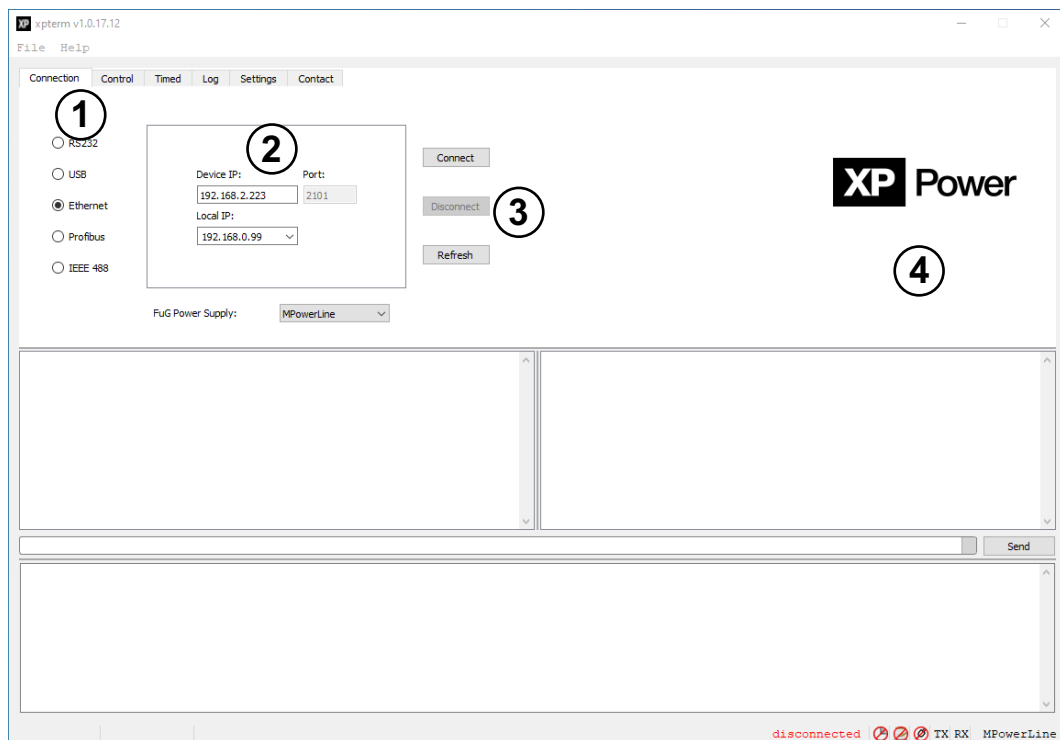 XP xpterm v1.0.17.12
File Help
Connection Control Timed Log Settings Contact
1
RS232
USB
Ethernet
Profibus
IEEE 488
2
Device IP: Port:
192.168.2.223 2101
Local IP:
192.168.0.99
FuG Power Supply: MPowerLine
Connect
Disconnect
Refresh
3
XP Power
4
Send
disconnected TX RX MPowerLine